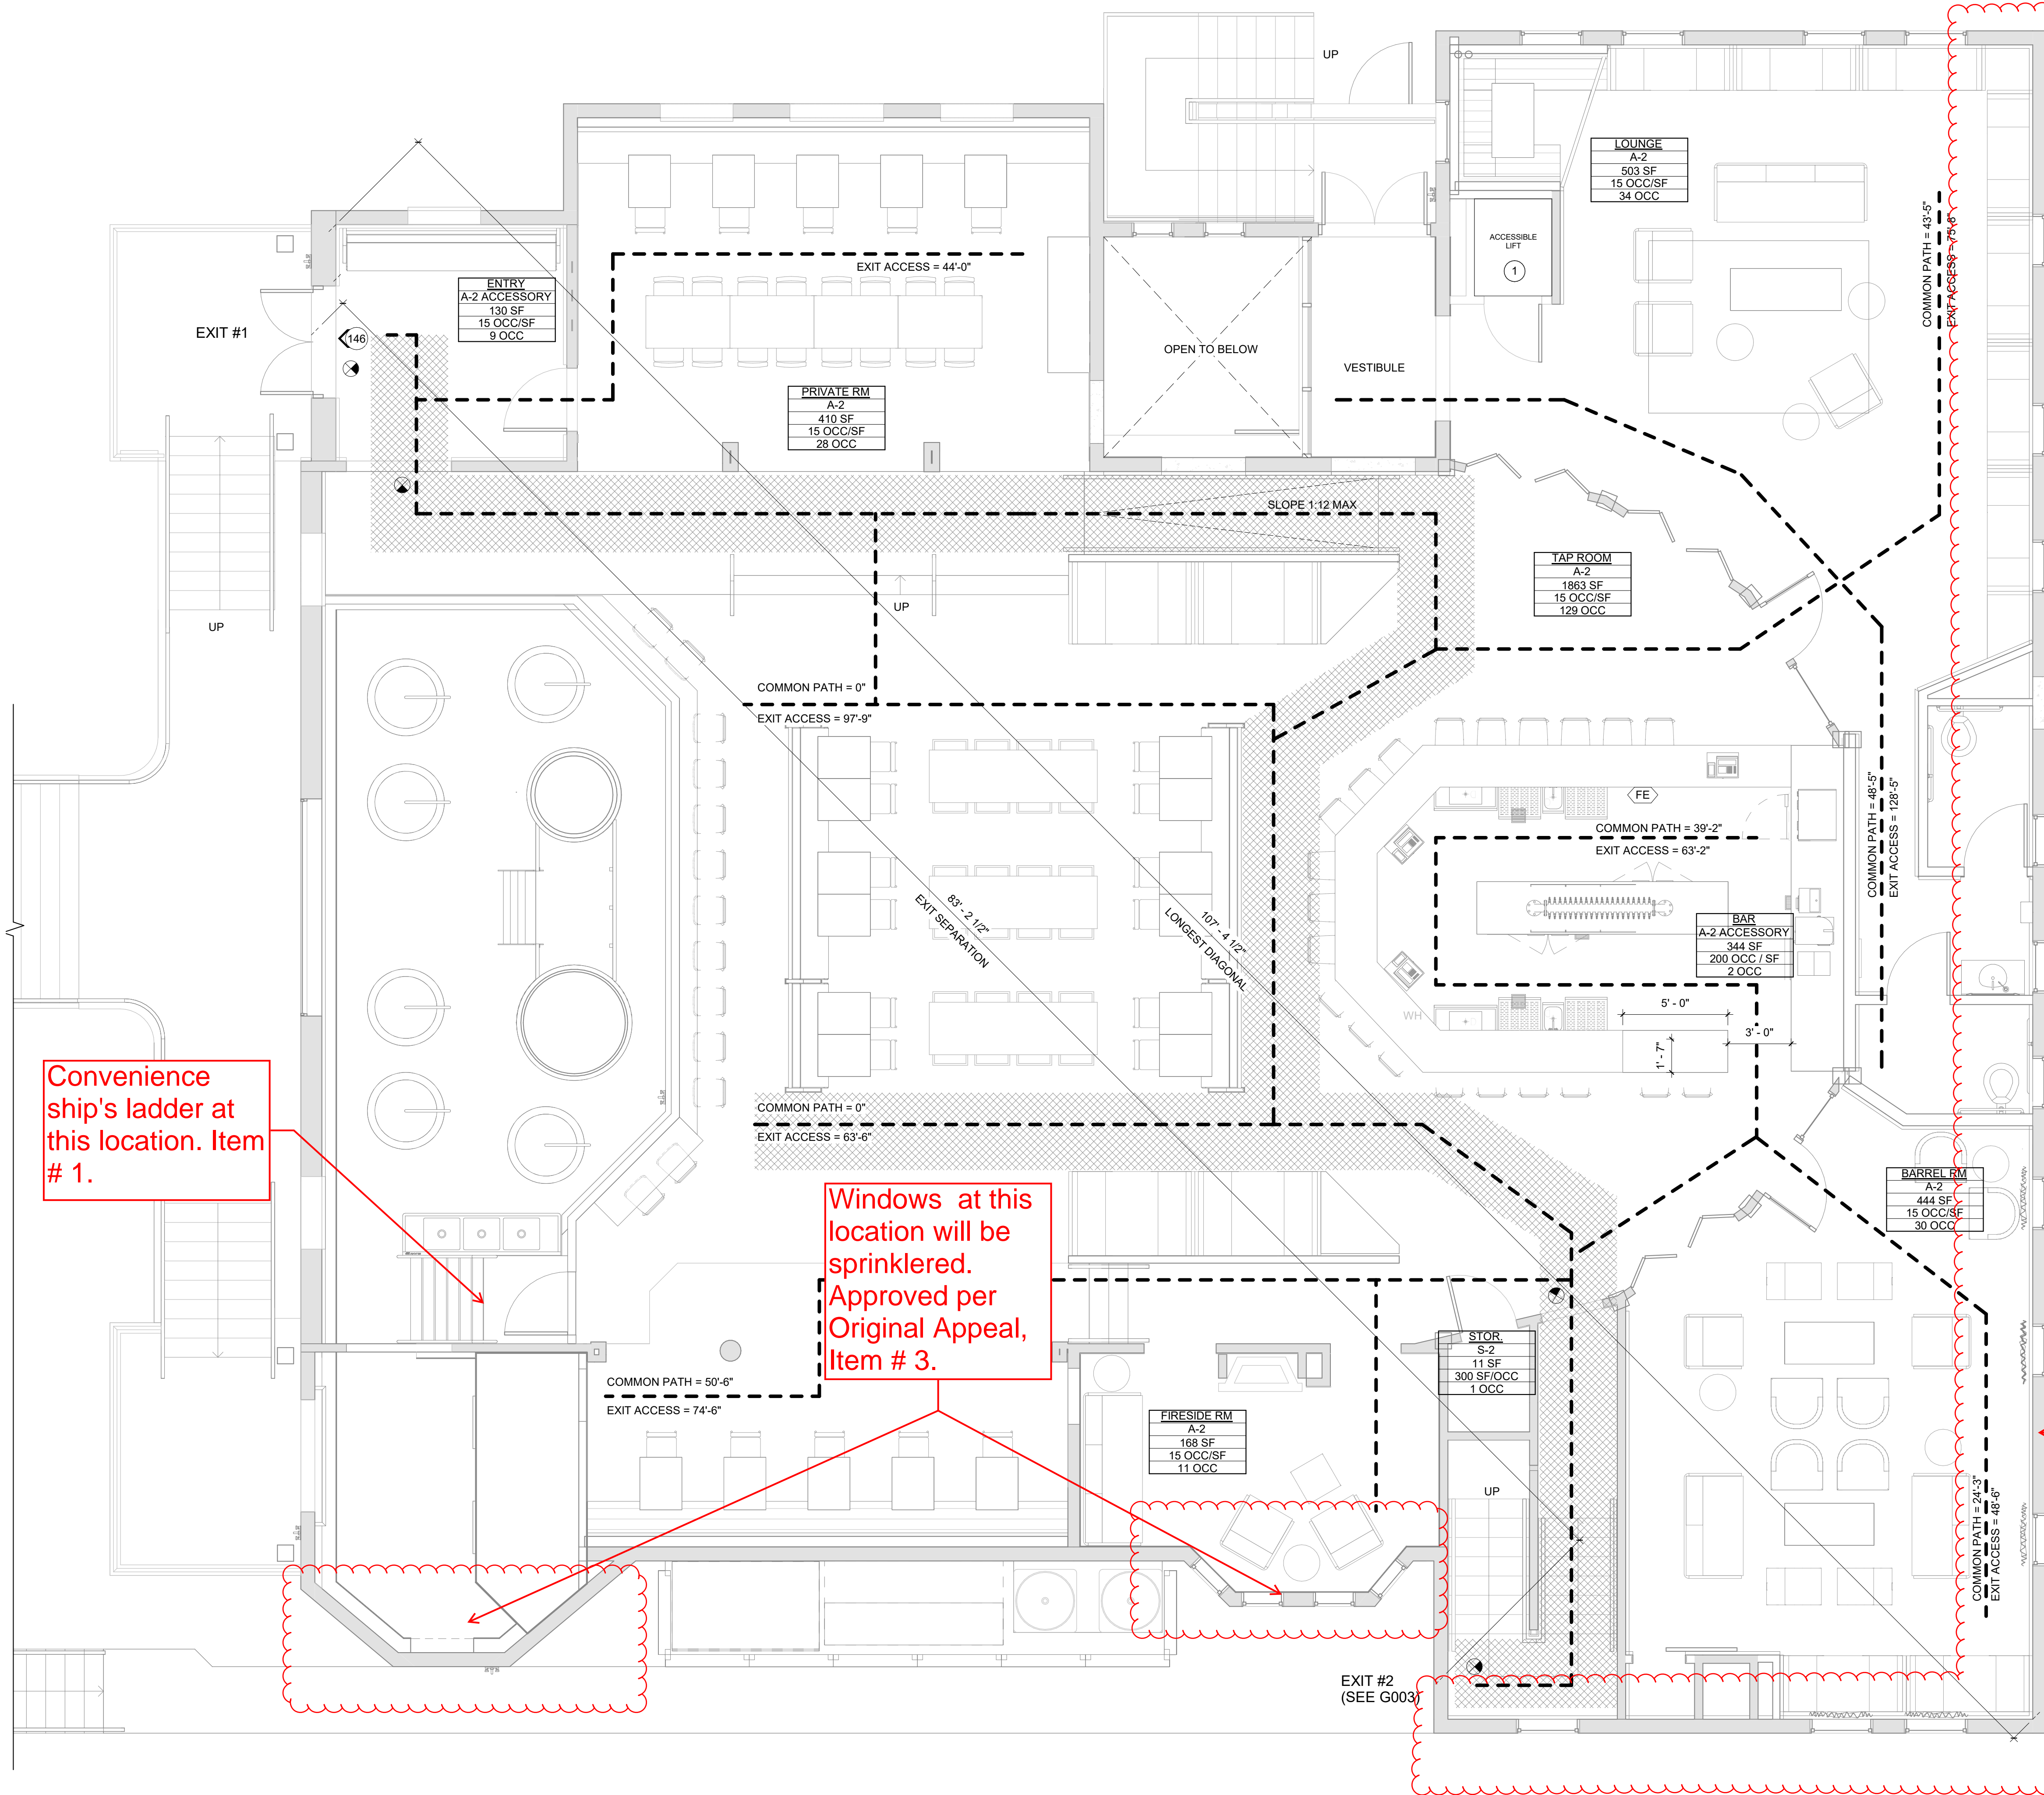 UP
LOUNGE
A-2
503 SF
15 OCC/SF
34 OCC
COMMON PATH = 43'-5"
EXIT ACCESS = 75'-8"
ACCESSIBLE
LIFT
1
ENTRY
A-2 ACCESSORY
130 SF
15 OCC/SF
9 OCC
EXIT ACCESS = 44'-0"
EXIT #1
146
OPEN TO BELOW
VESTIBULE
PRIVATE RM
A-2
410 SF
15 OCC/SF
28 OCC
SLOPE 1:12 MAX
TAP ROOM
A-2
1863 SF
15 OCC/SF
129 OCC
UP
UP
COMMON PATH = 0"
EXIT ACCESS = 97'-9"
FE
COMMON PATH = 39'-2"
EXIT ACCESS = 63'-2"
COMMON PATH = 48'-5"
EXIT ACCESS = 128'-5"
83' - 2 1/2"
EXIT SEPARATION
107' - 4 1/2"
LONGEST DIAGONAL
BAR
A-2 ACCESSORY
344 SF
200 OCC / SF
2 OCC
WH
5' - 0"
3' - 0"
1' - 7"
Convenience
ship's ladder at
this location. Item
# 1.
COMMON PATH = 0"
EXIT ACCESS = 63'-6"
BARREL RM
A-2
444 SF
15 OCC/SF
30 OCC
Windows  at this
location will be
sprinklered.
Approved per
Original Appeal,
Item # 3.
STOR.
S-2
11 SF
300 SF/OCC
1 OCC
COMMON PATH = 50'-6"
EXIT ACCESS = 74'-6"
FIRESIDE RM
A-2
168 SF
15 OCC/SF
11 OCC
UP
COMMON PATH = 24'-3"
EXIT ACCESS = 48'-6"
EXIT #2
(SEE G003)